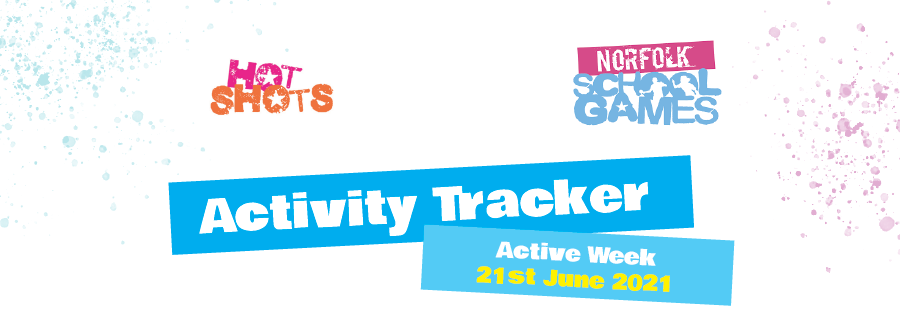 HOT
SHOTS
NORFOLK
SCHOOL
GAMES
Activity Tracker
Active Week
21st June 2021